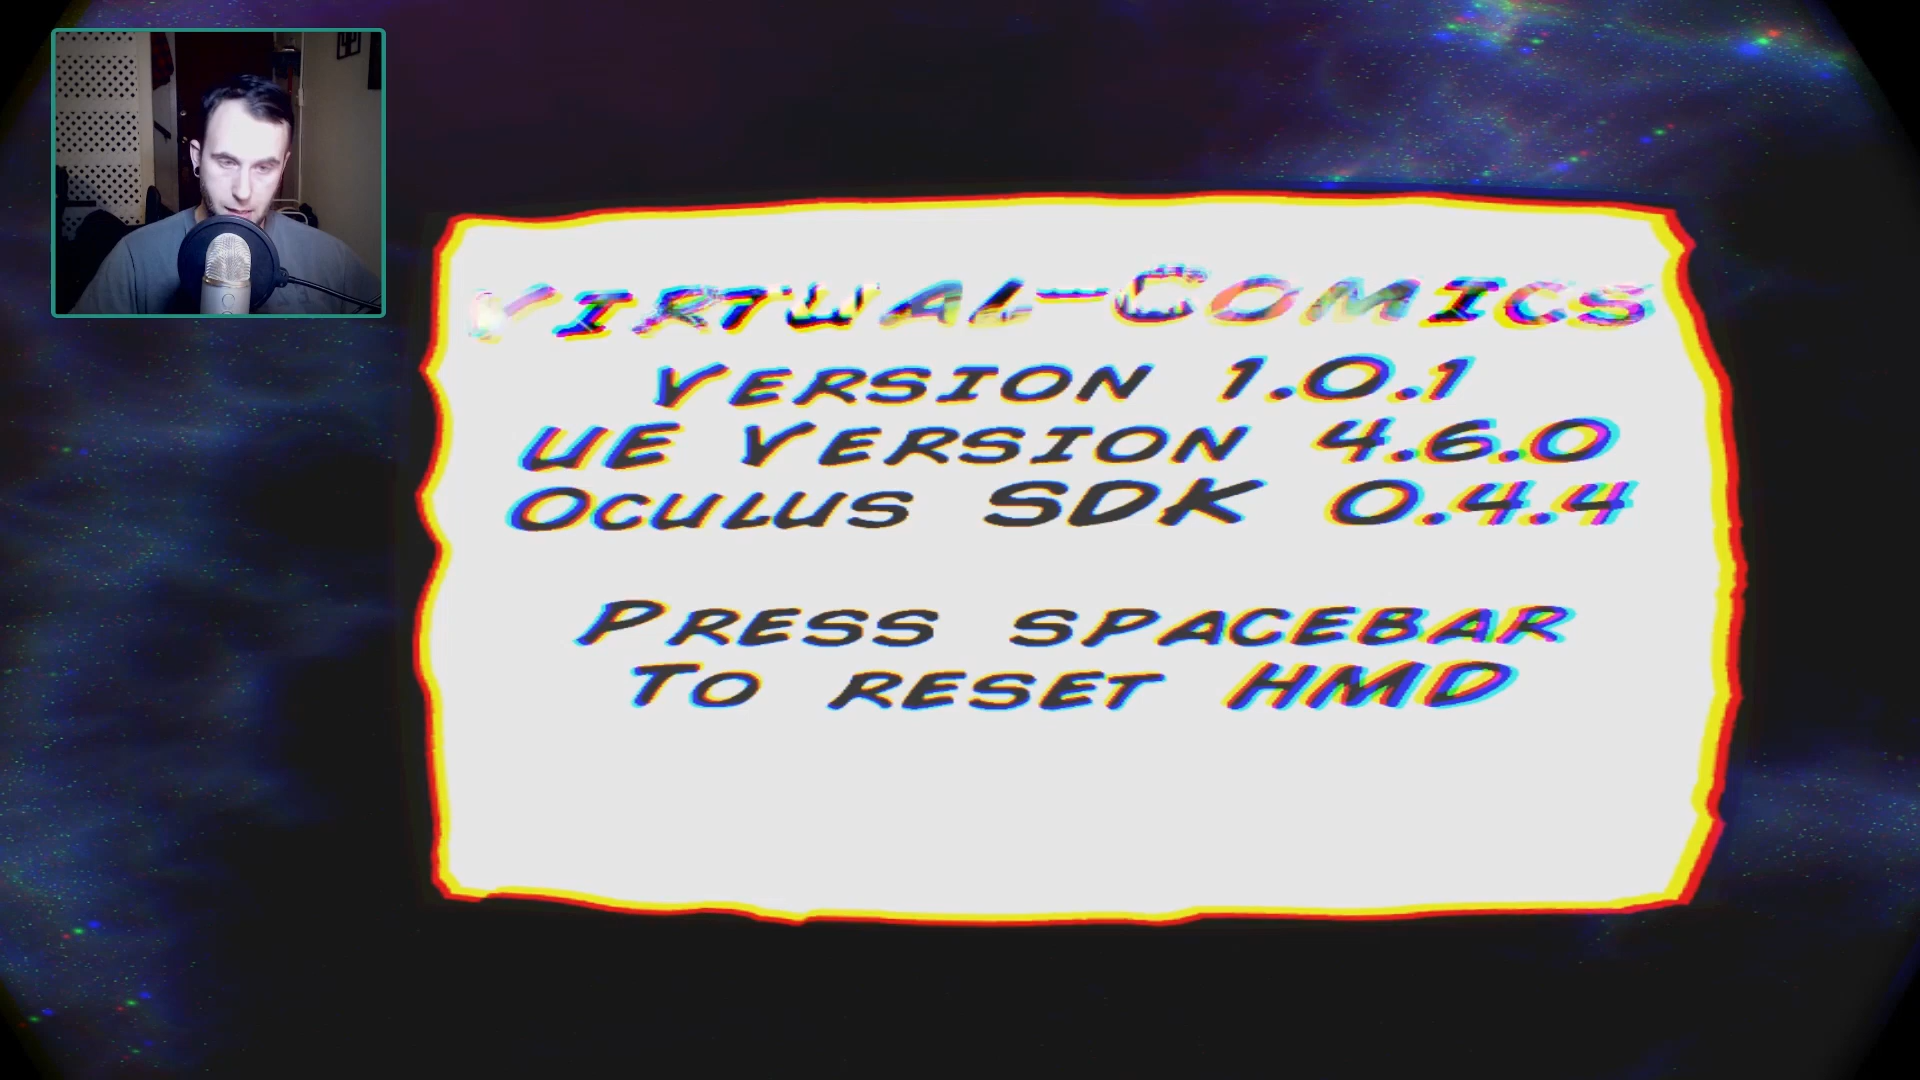 Virtual-Comics
Version 1.0.1
UE Version 4.6.0
Oculus SDK 0.4.4
Press spacebar
to reset HMD